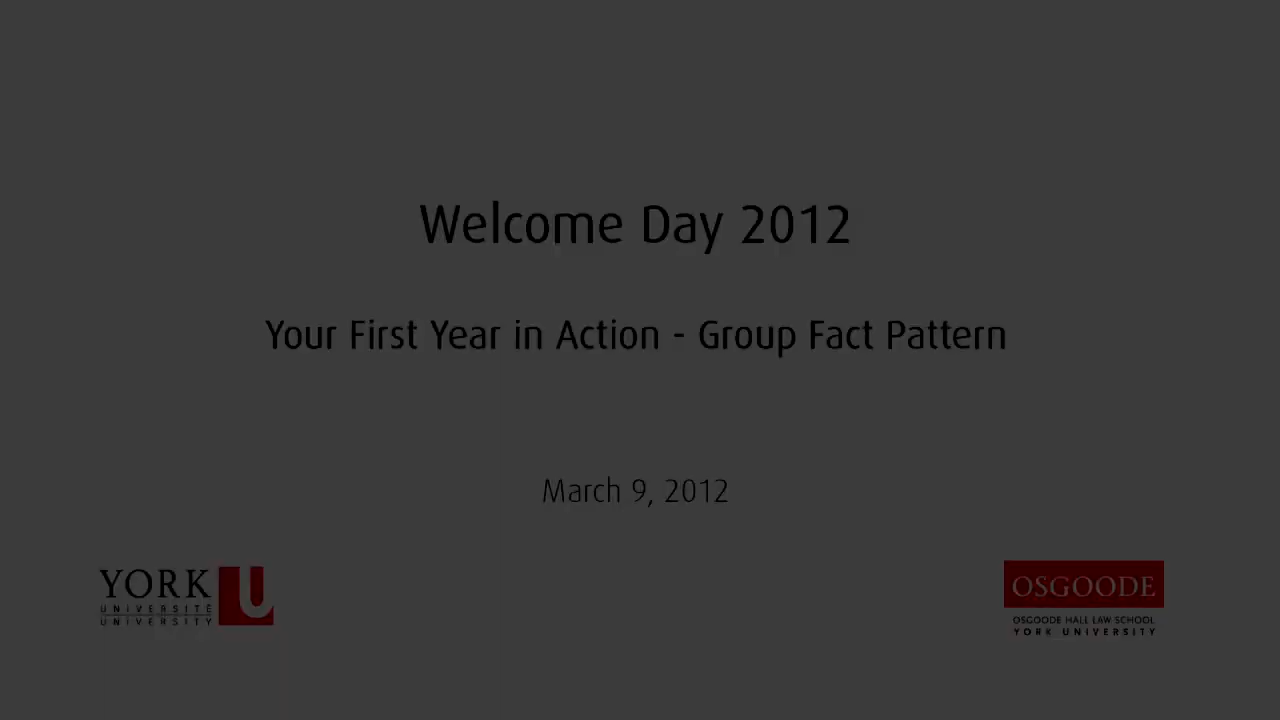 Welcome Day 2012
Your First Year in Action - Group Fact Pattern
March 9, 2012
YORK U
UNIVERSITÉ
UNIVERSITY
OSGOODE
OSGOODE HALL LAW SCHOOL
YORK UNIVERSITY